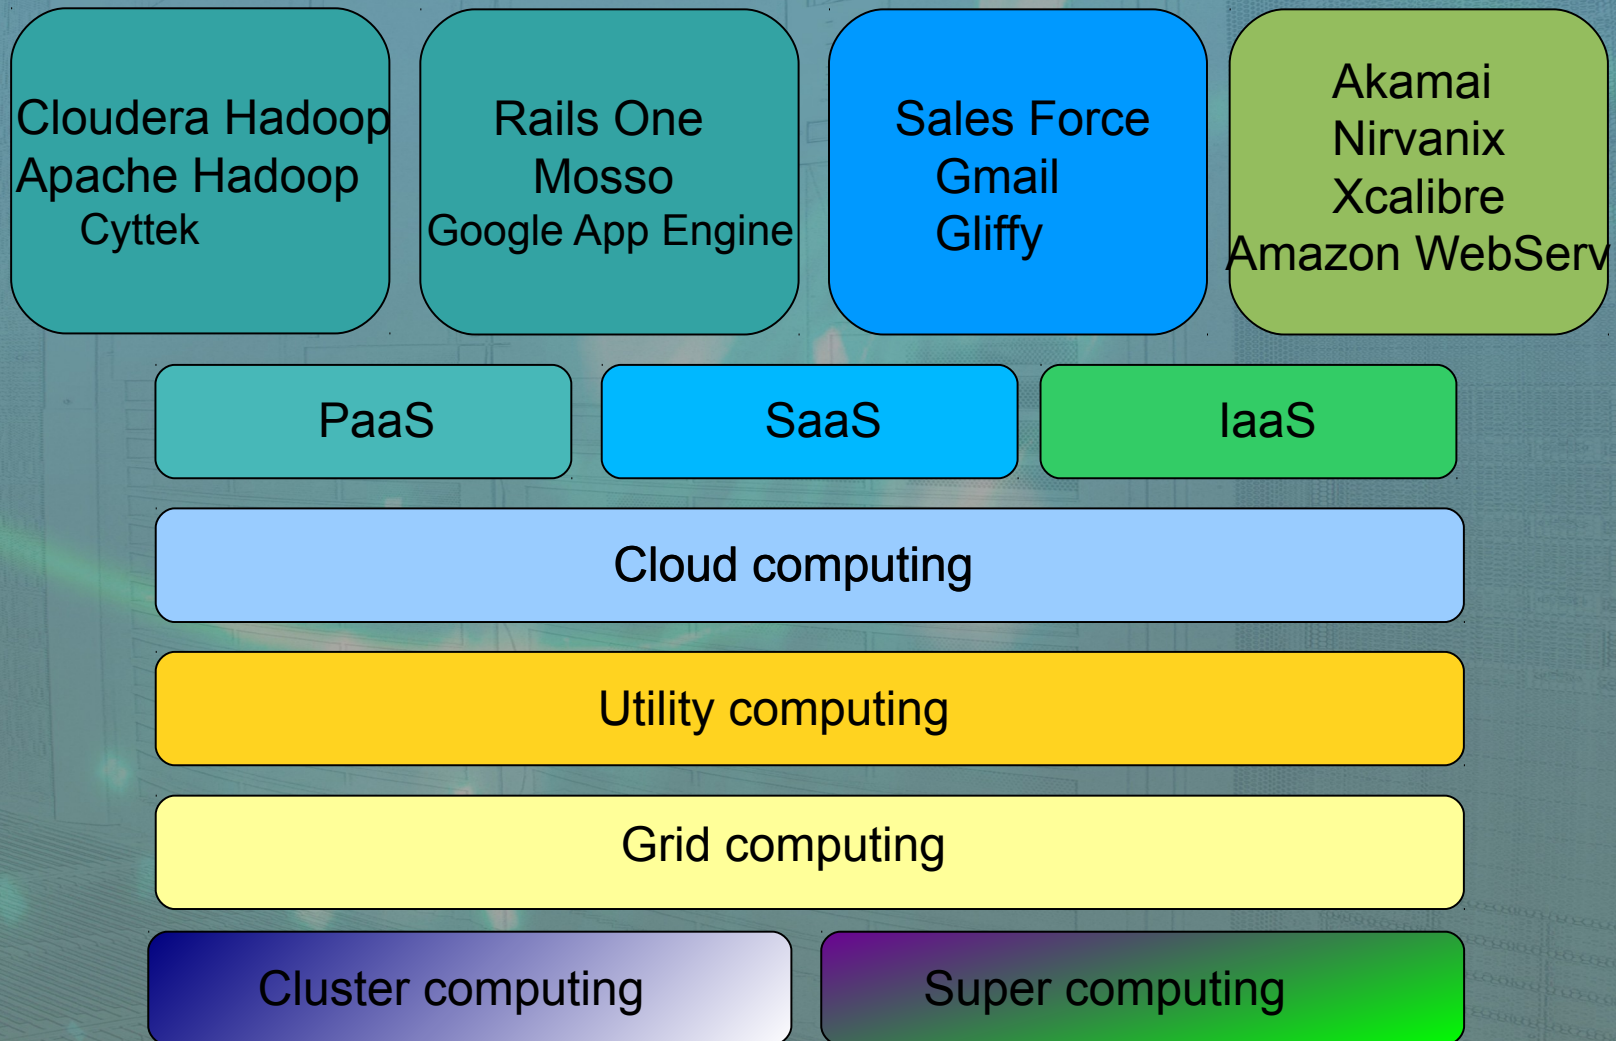 Cloudera Hadoop
Apache Hadoop
Cyttek
Rails One
Mosso
Google App Engine
Sales Force
Gmail
Gliffy
Akamai
Nirvanix
Xcalibre
Amazon WebServ
PaaS
SaaS
IaaS
Cloud computing
Utility computing
Grid computing
Cluster computing
Super computing